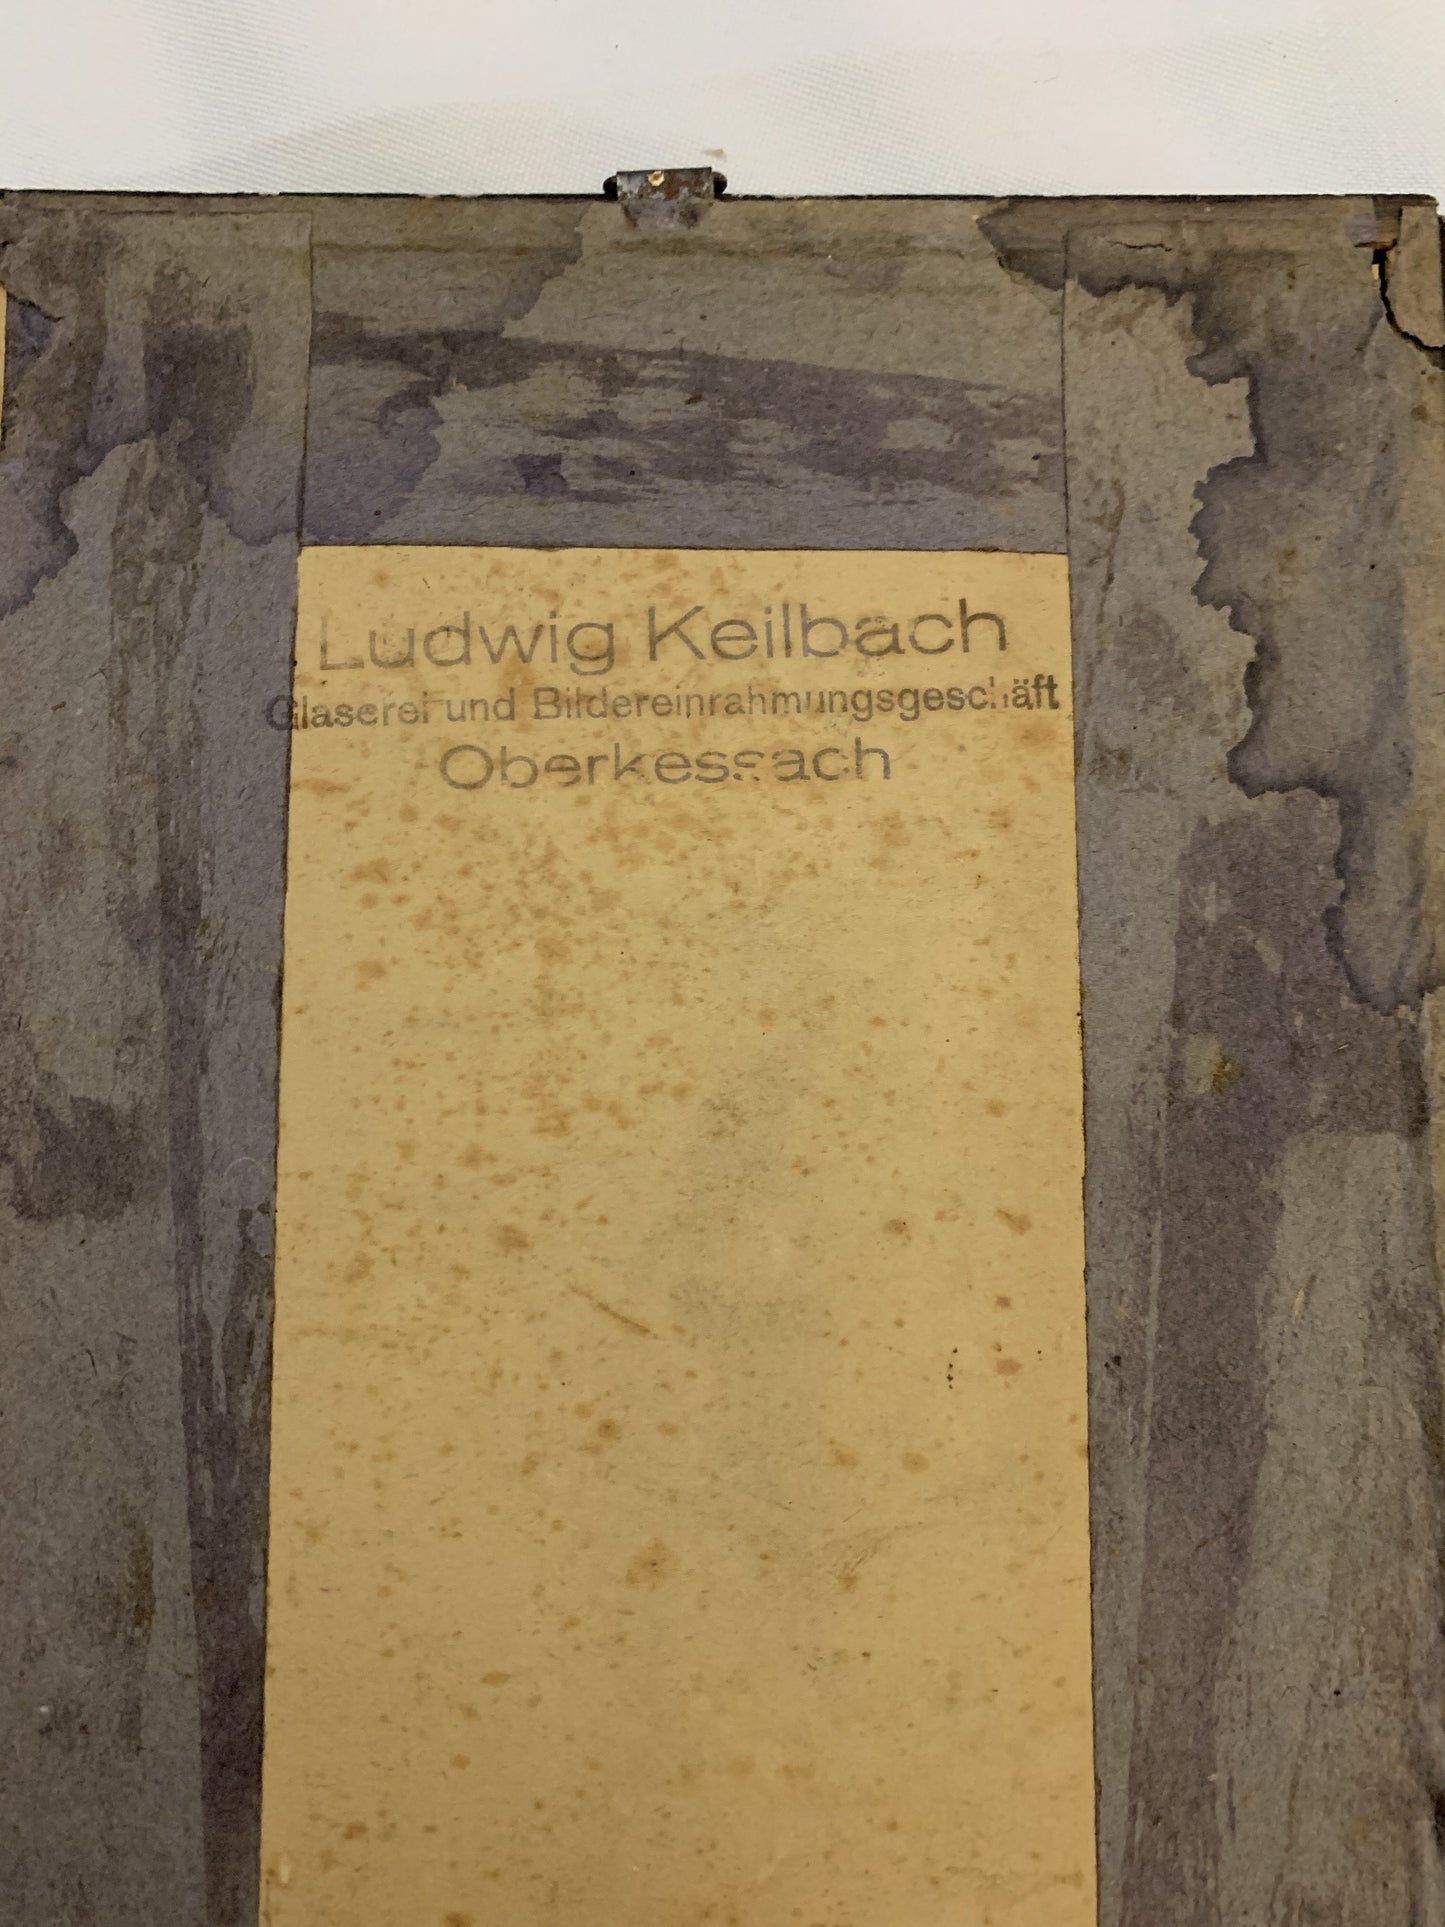 Ludwig Keilbach
Glaserei und Bildereinrahmungsgeschäft
Oberkessach